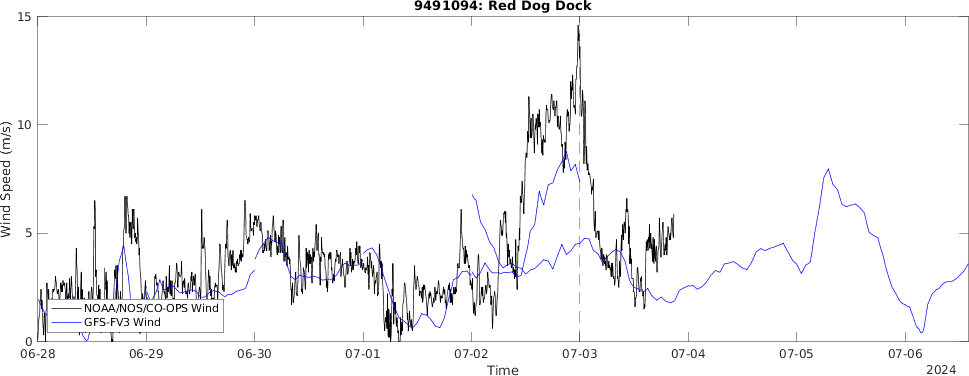 9491094: Red Dog Dock
15
10
5
0
Wind Speed (m/s)
NOAA/NOS/CO-OPS Wind
GFS-FV3 Wind
06-28 06-29 06-30 07-01 07-02 07-03 07-04 07-05 07-06
Time
2024